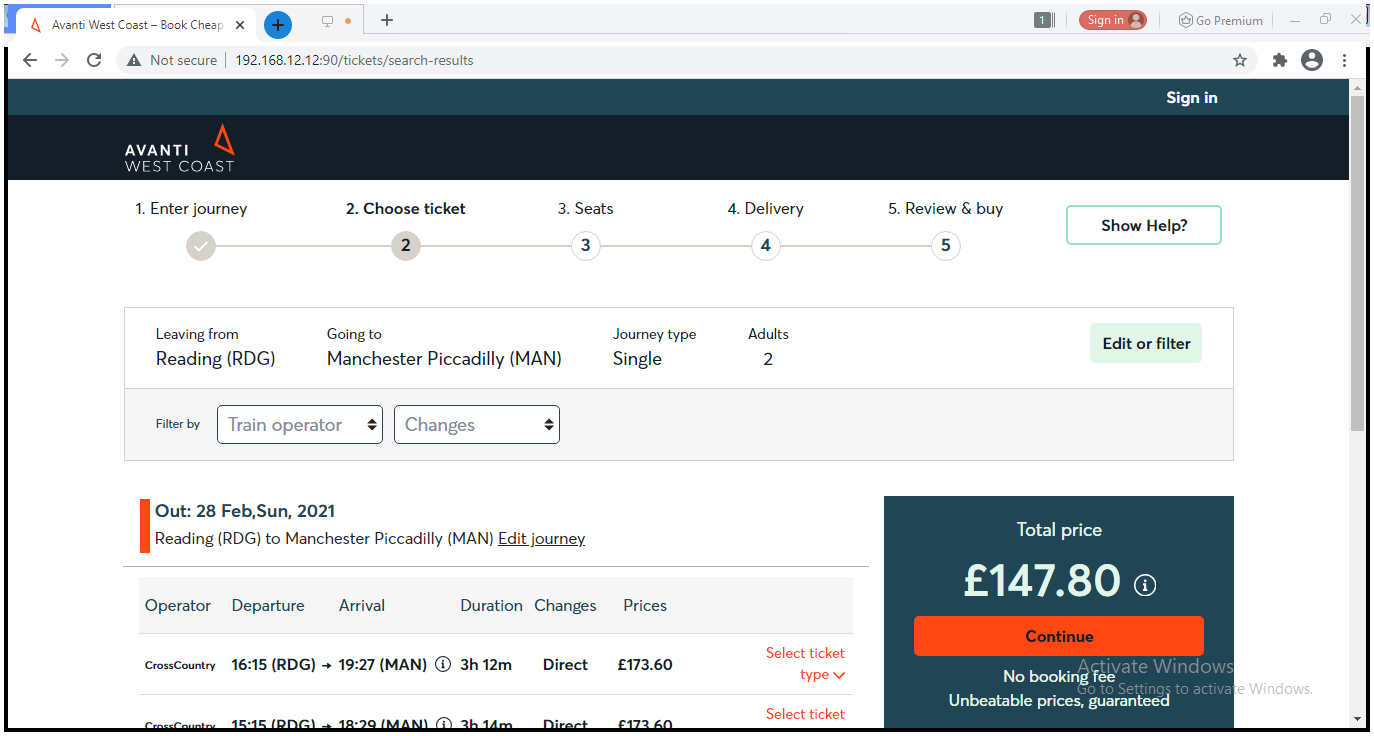 Avanti West Coast – Book Cheap
1
Sign in
Go Premium
Not secure
192.168.12.12:90/tickets/search-results
Sign in
AVANTI
WEST COAST
1. Enter journey
2. Choose ticket
3. Seats
4. Delivery
5. Review & buy
2
3
4
5
Show Help?
Leaving from
Going to
Journey type
Adults
Reading (RDG)
Manchester Piccadilly (MAN)
Single
2
Edit or filter
Filter by
Train operator
Changes
Out: 28 Feb,Sun, 2021
Reading (RDG) to Manchester Piccadilly (MAN) Edit journey
Operator
Departure
Arrival
Duration
Changes
Prices
CrossCountry
16:15 (RDG) → 19:27 (MAN)
3h 12m
Direct
£173.60
Select ticket
type
CrossCountry
15:15 (RDG) → 18:29 (MAN)
3h 14m
Direct
£173.60
Select ticket
Total price
£147.80
Continue
No booking fee
Unbeatable prices, guaranteed
Activate Windows
Go to Settings to activate Windows.